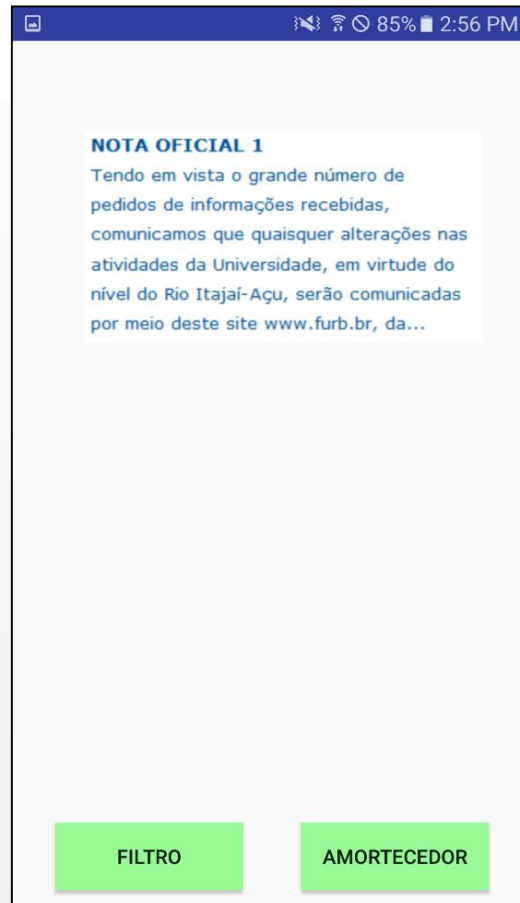 85% 2:56 PM
NOTA OFICIAL 1
Tendo em vista o grande número de
pedidos de informações recebidas,
comunicamos que quaisquer alterações nas
atividades da Universidade, em virtude do
nível do Rio Itajaí-Açu, serão comunicadas
por meio deste site www.furb.br, da...
FILTRO AMORTECEDOR